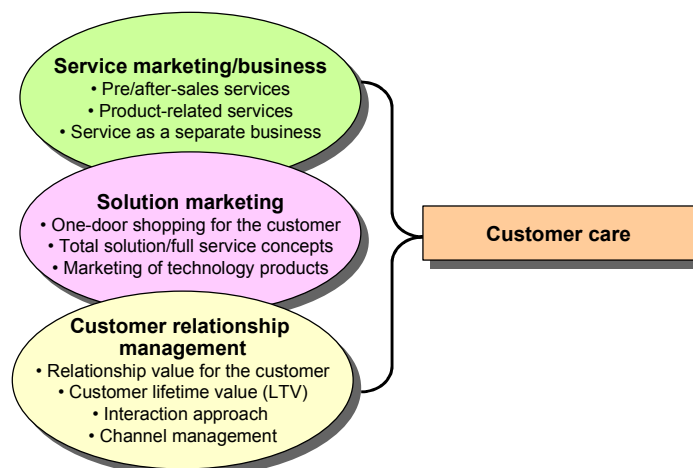 Service marketing/business
• Pre/after-sales services
• Product-related services
• Service as a separate business
Solution marketing
• One-door shopping for the customer
• Total solution/full service concepts
• Marketing of technology products
Customer relationship
management
• Relationship value for the customer
• Customer lifetime value (LTV)
• Interaction approach
• Channel management
Customer care